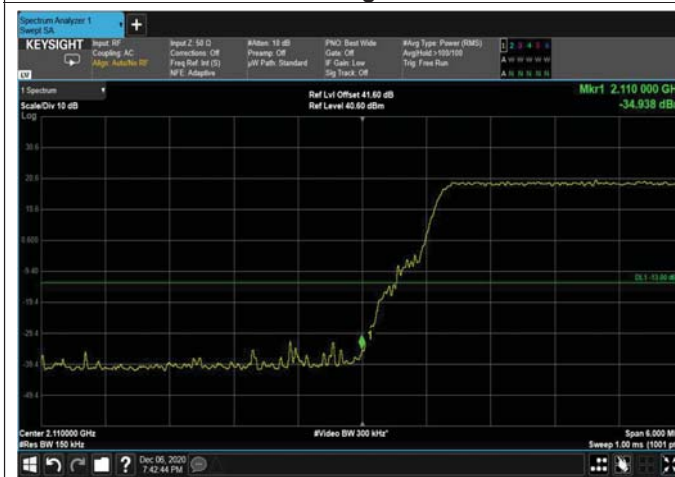 Spectrum Analyzer 1
Swept SA
KEYSIGHT
Input: RF
Coupling: AC
Align: Auto/No RF
Input Z: 50 Ω
Corrections: Off
Freq Ref: Int (S)
NFE: Adaptive
#Atten: 10 dB
Preamp: Off
µW Path: Standard
PNO: Best Wide
Gate: Off
IF Gain: Low
Sig Track: Off
#Avg Type: Power (RMS)
Avg|Hold:>100/100
Trig: Free Run
1 2 3 4 5 6
A W W W W W
A N N N N N
LXI
1 Spectrum
Scale/Div 10 dB
Log
Ref Lvl Offset 41.60 dB
Ref Level 40.60 dBm
Mkr1 2.110 000 GH
-34.938 dB
30.6
20.6
10.6
0.600
-9.40
DL1 -13.00 dB
-19.4
-29.4
-39.4
-49.4
Center 2.110000 GHz
#Res BW 150 kHz
#Video BW 300 kHz*
Span 6.000 M
Sweep 1.00 ms (1001 p
Dec 06, 2020
7:42:44 PM